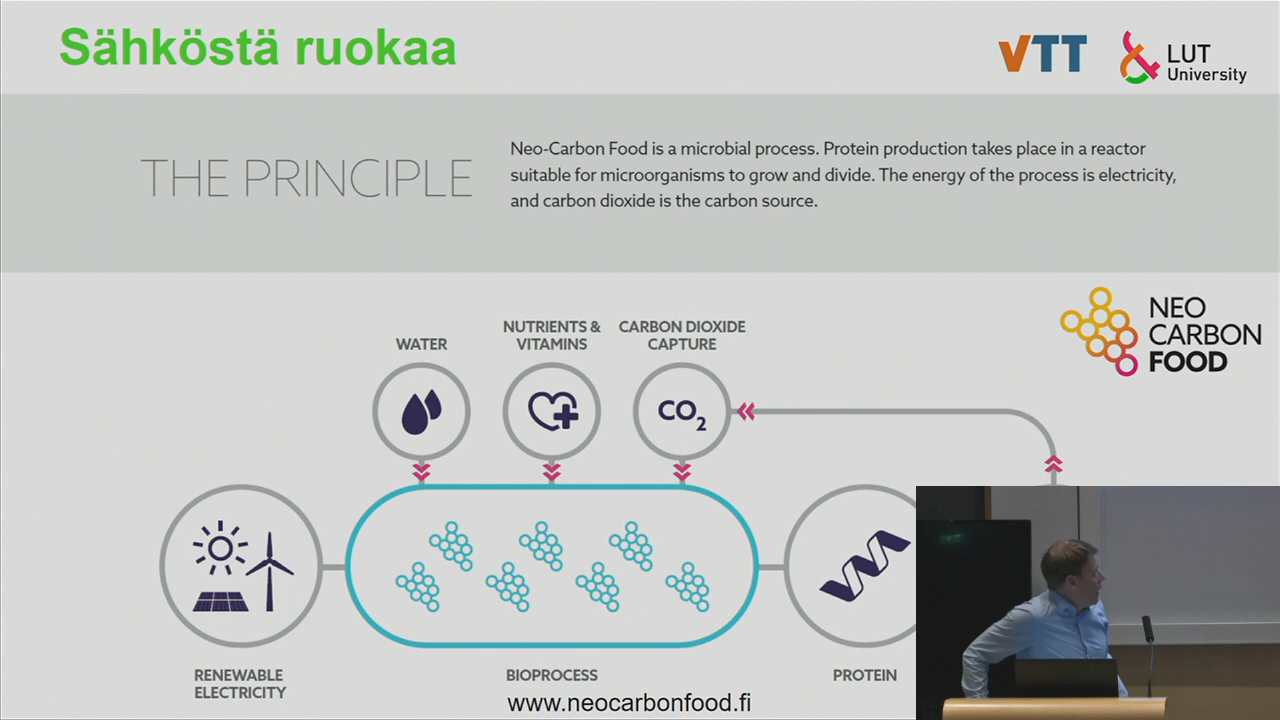 Sähköstä ruokaa
VTT
LUT
University
THE PRINCIPLE
Neo-Carbon Food is a microbial process. Protein production takes place in a reactor
suitable for microorganisms to grow and divide. The energy of the process is electricity,
and carbon dioxide is the carbon source.
NEO
CARBON
FOOD
WATER
NUTRIENTS &
VITAMINS
CARBON DIOXIDE
CAPTURE
CO₂
RENEWABLE
ELECTRICITY
BIOPROCESS
PROTEIN
www.neocarbonfood.fi